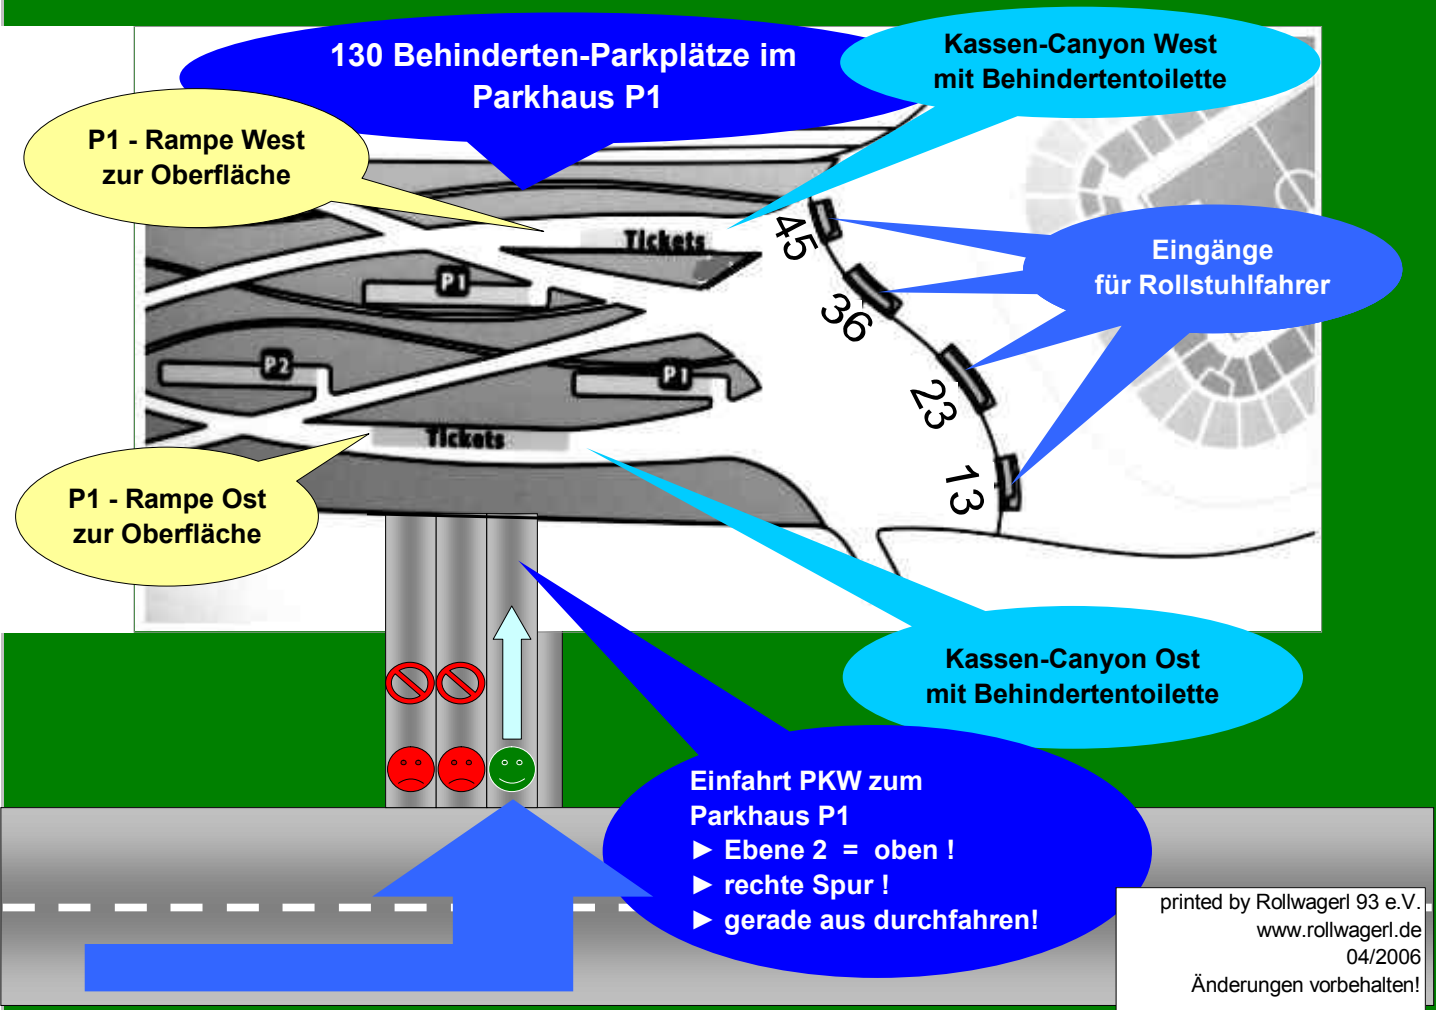 130 Behinderten-Parkplätze im
Parkhaus P1
Kassen-Canyon West
mit Behindertentoilette
P1 - Rampe West
zur Oberfläche
Tickets
45
Eingänge
für Rollstuhlfahrer
P1
36
P2
P1
23
Tickets
13
P1 - Rampe Ost
zur Oberfläche
Kassen-Canyon Ost
mit Behindertentoilette
Einfahrt PKW zum
Parkhaus P1
► Ebene 2 = oben !
► rechte Spur !
► gerade aus durchfahren!
printed by Rollwagerl 93 e.V.
www.rollwagerl.de
04/2006
Änderungen vorbehalten!